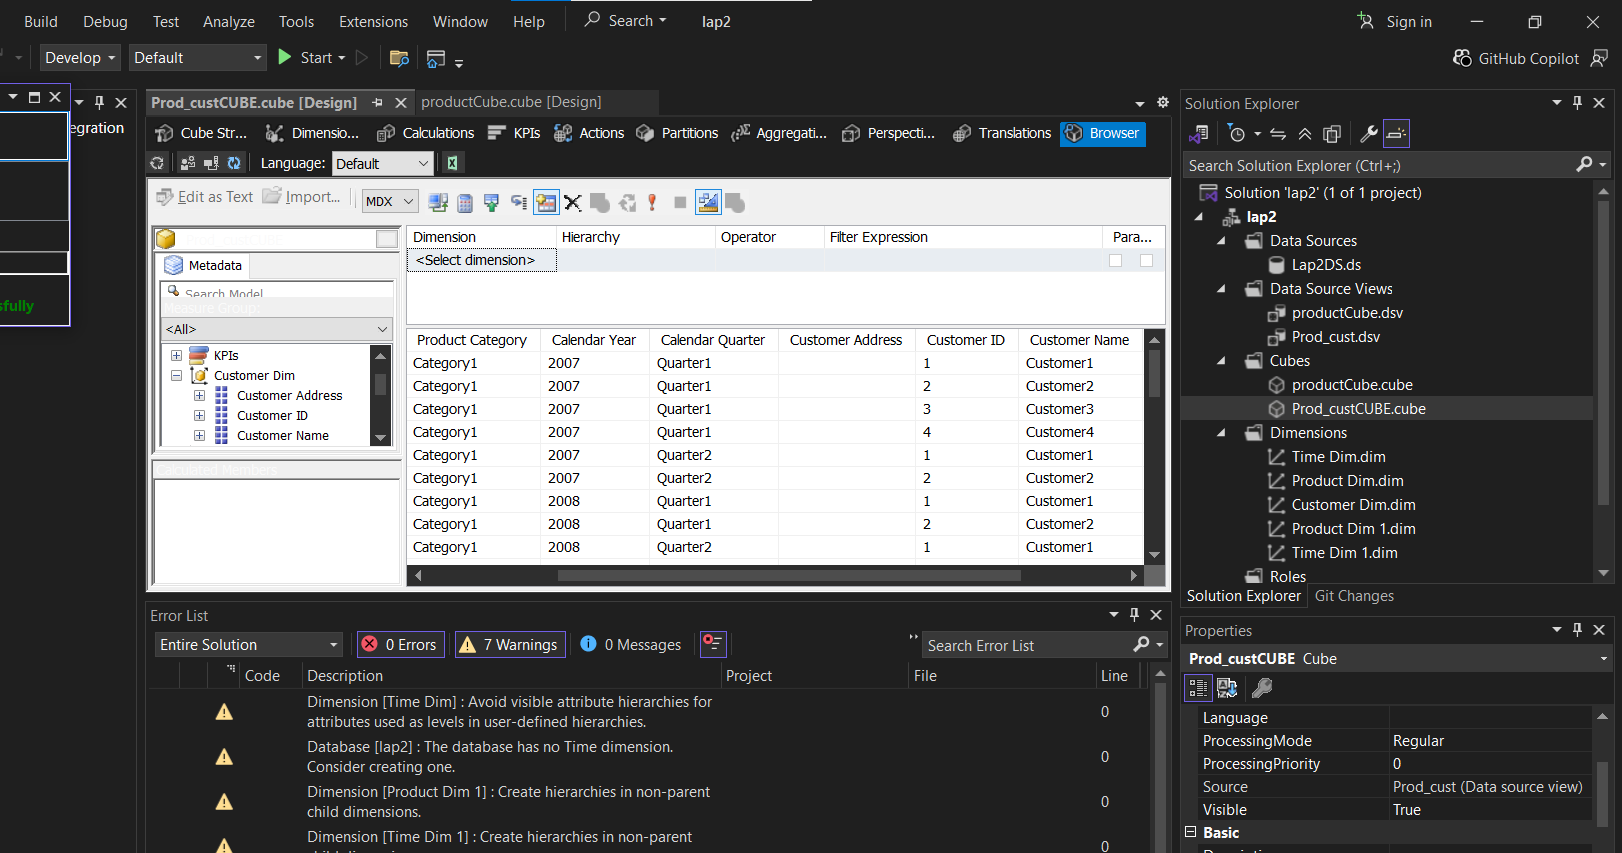 Build Debug Test Analyze Tools Extensions Window Help Search lap2 Sign in
Develop Default Start GitHub Copilot
egration
sfully
Prod_custCUBE.cube [Design] productCube.cube [Design]
Cube Str... Dimensio... Calculations KPIs Actions Partitions Aggregati... Perspecti... Translations Browser
Language: Default
Edit as Text Import... MDX
Metadata
Search Model
Measure Group:
<All>
KPIs
Customer Dim
Customer Address
Customer ID
Customer Name
Calculated Members
Dimension Hierarchy Operator Filter Expression Para...
<Select dimension>
Product Category Calendar Year Calendar Quarter Customer Address Customer ID Customer Name
Category1 2007 Quarter1 1 Customer1
Category1 2007 Quarter1 2 Customer2
Category1 2007 Quarter1 3 Customer3
Category1 2007 Quarter1 4 Customer4
Category1 2007 Quarter2 1 Customer1
Category1 2007 Quarter2 2 Customer2
Category1 2008 Quarter1 1 Customer1
Category1 2008 Quarter1 2 Customer2
Category1 2008 Quarter2 1 Customer1
Error List
Entire Solution 0 Errors 7 Warnings 0 Messages Search Error List
Code Description Project File Line
Dimension [Time Dim] : Avoid visible attribute hierarchies for
attributes used as levels in user-defined hierarchies. 0
Database [lap2] : The database has no Time dimension.
Consider creating one. 0
Dimension [Product Dim 1] : Create hierarchies in non-parent
child dimensions. 0
Dimension [Time Dim 1] : Create hierarchies in non-parent
0
Solution Explorer
Search Solution Explorer (Ctrl+;)
Solution 'lap2' (1 of 1 project)
lap2
Data Sources
Lap2DS.ds
Data Source Views
productCube.dsv
Prod_cust.dsv
Cubes
productCube.cube
Prod_custCUBE.cube
Dimensions
Time Dim.dim
Product Dim.dim
Customer Dim.dim
Product Dim 1.dim
Time Dim 1.dim
Roles
Solution Explorer Git Changes
Properties
Prod_custCUBE Cube
Language
ProcessingMode Regular
ProcessingPriority 0
Source Prod_cust (Data source view)
Visible True
Basic